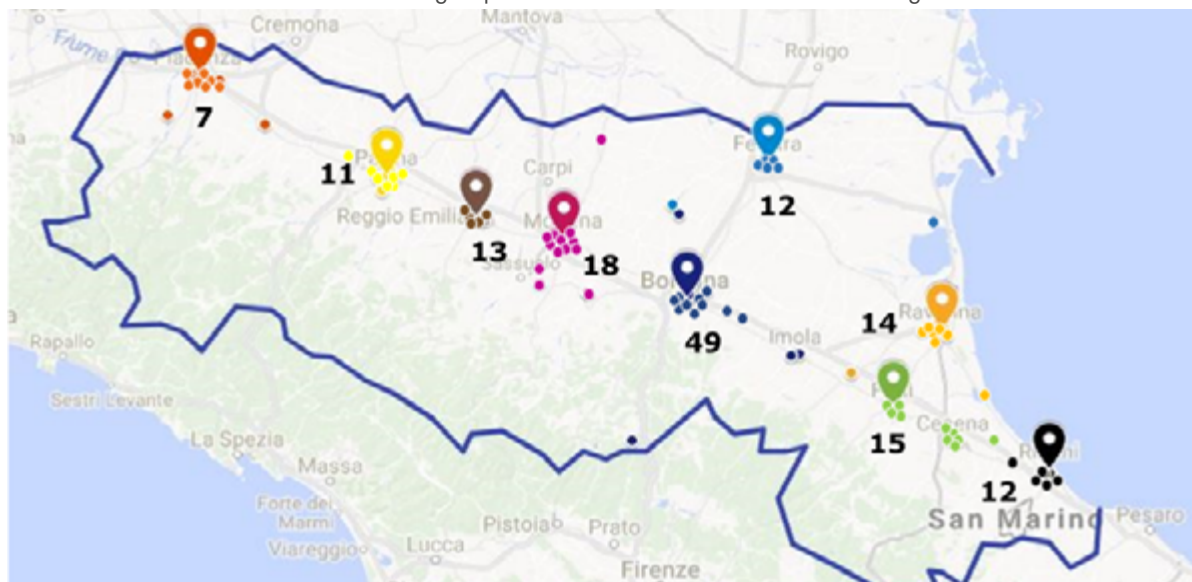 Mantova
Cremona
Fiume Po
Piacenza
Rovigo
7
Ferrara
Parma
11
Carpi
12
Reggio Emilia
Modena
13
18
Sassuolo
Bologna
49
Imola
14
Ravenna
Rapallo
Forlì
Sestri Levante
15
Cesena
La Spezia
Rimini
Massa
12
Forte dei
Marmi
San Marino
Pesaro
Pistoia
Prato
Viareggio
Lucca
Firenze